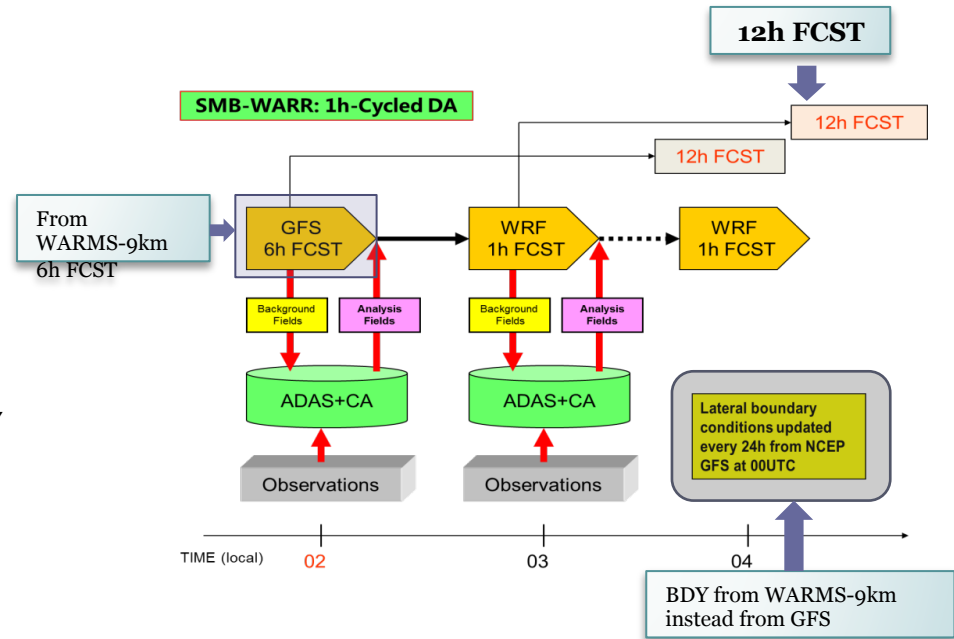 12h FCST
SMB-WARR: 1h-Cycled DA
12h FCST
12h FCST
From
WARMS-9km
6h FCST
GFS
6h FCST
WRF
1h FCST
WRF
1h FCST
Background
Fields
Analysis
Fields
Background
Fields
Analysis
Fields
ADAS+CA
ADAS+CA
Lateral boundary
conditions updated
every 24h from NCEP
GFS at 00UTC
Observations
Observations
TIME (local)
02
03
04
BDY from WARMS-9km
instead from GFS